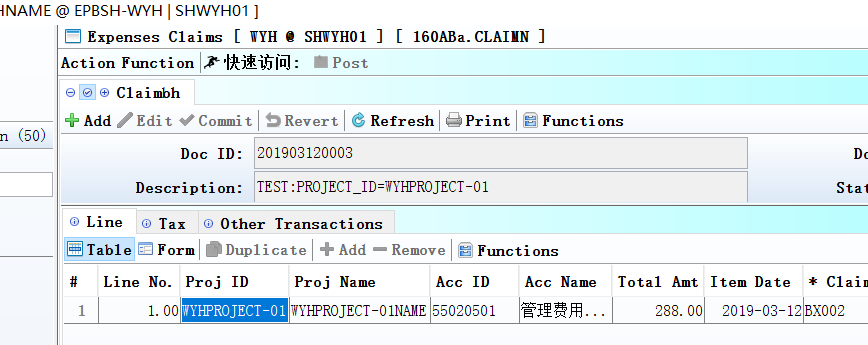 HNAME @ EPBSH-WYH | SHWYH01 ]
Expenses Claims [ WYH @ SHWYH01 ] [ 160ABa.CLAIMN ]
Action Function 快速访问: Post
Claimbh
Add Edit Commit Revert Refresh Print Functions
n (50)
Doc ID: 201903120003 Do
Description: TEST:PROJECT_ID=WYHPROJECT-01 Stat
Line Tax Other Transactions
Table Form Duplicate Add Remove Functions
# Line No. Proj ID Proj Name Acc ID Acc Name Total Amt Item Date * Claim
1 1.00 WYHPROJECT-01 WYHPROJECT-01NAME 55020501 管理费用... 288.00 2019-03-12 BX002